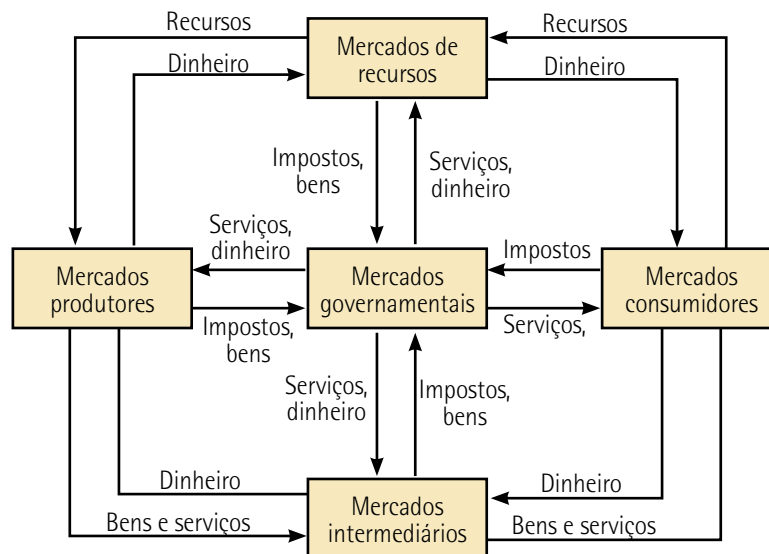 Recursos
Mercados de
recursos
Recursos
Dinheiro
Dinheiro
Impostos,
bens
Serviços,
dinheiro
Serviços,
dinheiro
Impostos
Mercados
produtores
Mercados
governamentais
Mercados
consumidores
Impostos,
bens
Serviços,
Serviços,
dinheiro
Impostos,
bens
Dinheiro
Dinheiro
Mercados
intermediários
Bens e serviços
Bens e serviços